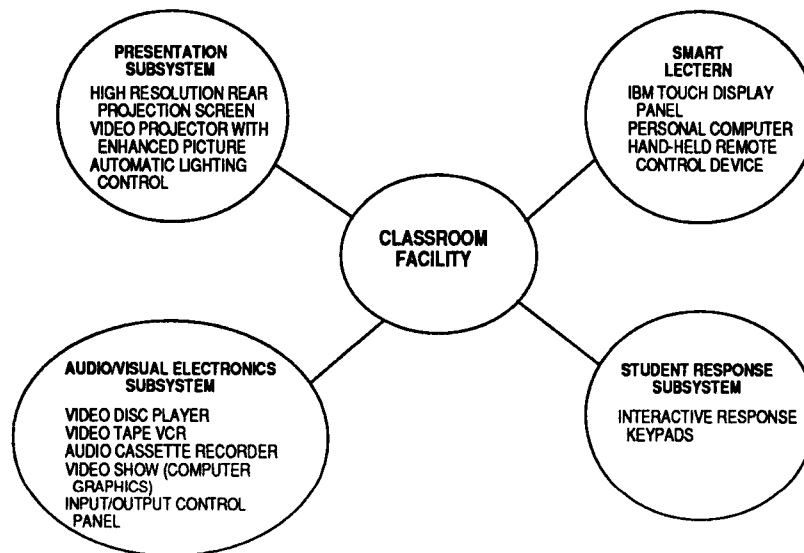 PRESENTATION
SUBSYSTEM
HIGH RESOLUTION REAR
PROJECTION SCREEN
VIDEO PROJECTOR WITH
ENHANCED PICTURE
AUTOMATIC LIGHTING
CONTROL
SMART
LECTERN
IBM TOUCH DISPLAY
PANEL
PERSONAL COMPUTER
HAND-HELD REMOTE
CONTROL DEVICE
CLASSROOM
FACILITY
AUDIO/VISUAL ELECTRONICS
SUBSYSTEM
VIDEO DISC PLAYER
VIDEO TAPE VCR
AUDIO CASSETTE RECORDER
VIDEO SHOW (COMPUTER
GRAPHICS)
INPUT/OUTPUT CONTROL
PANEL
STUDENT RESPONSE
SUBSYSTEM
INTERACTIVE RESPONSE
KEYPADS